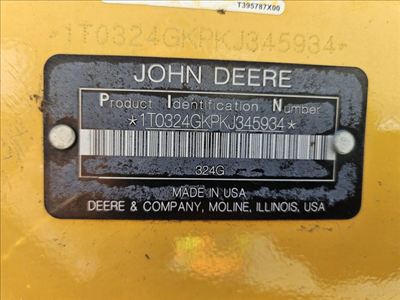 T395787X00
*1T0324GKPKJ345934*
JOHN DEERE
Product Identification Number
*1T0324GKPKJ345934*
324G
MADE IN USA
DEERE & COMPANY, MOLINE, ILLINOIS, USA